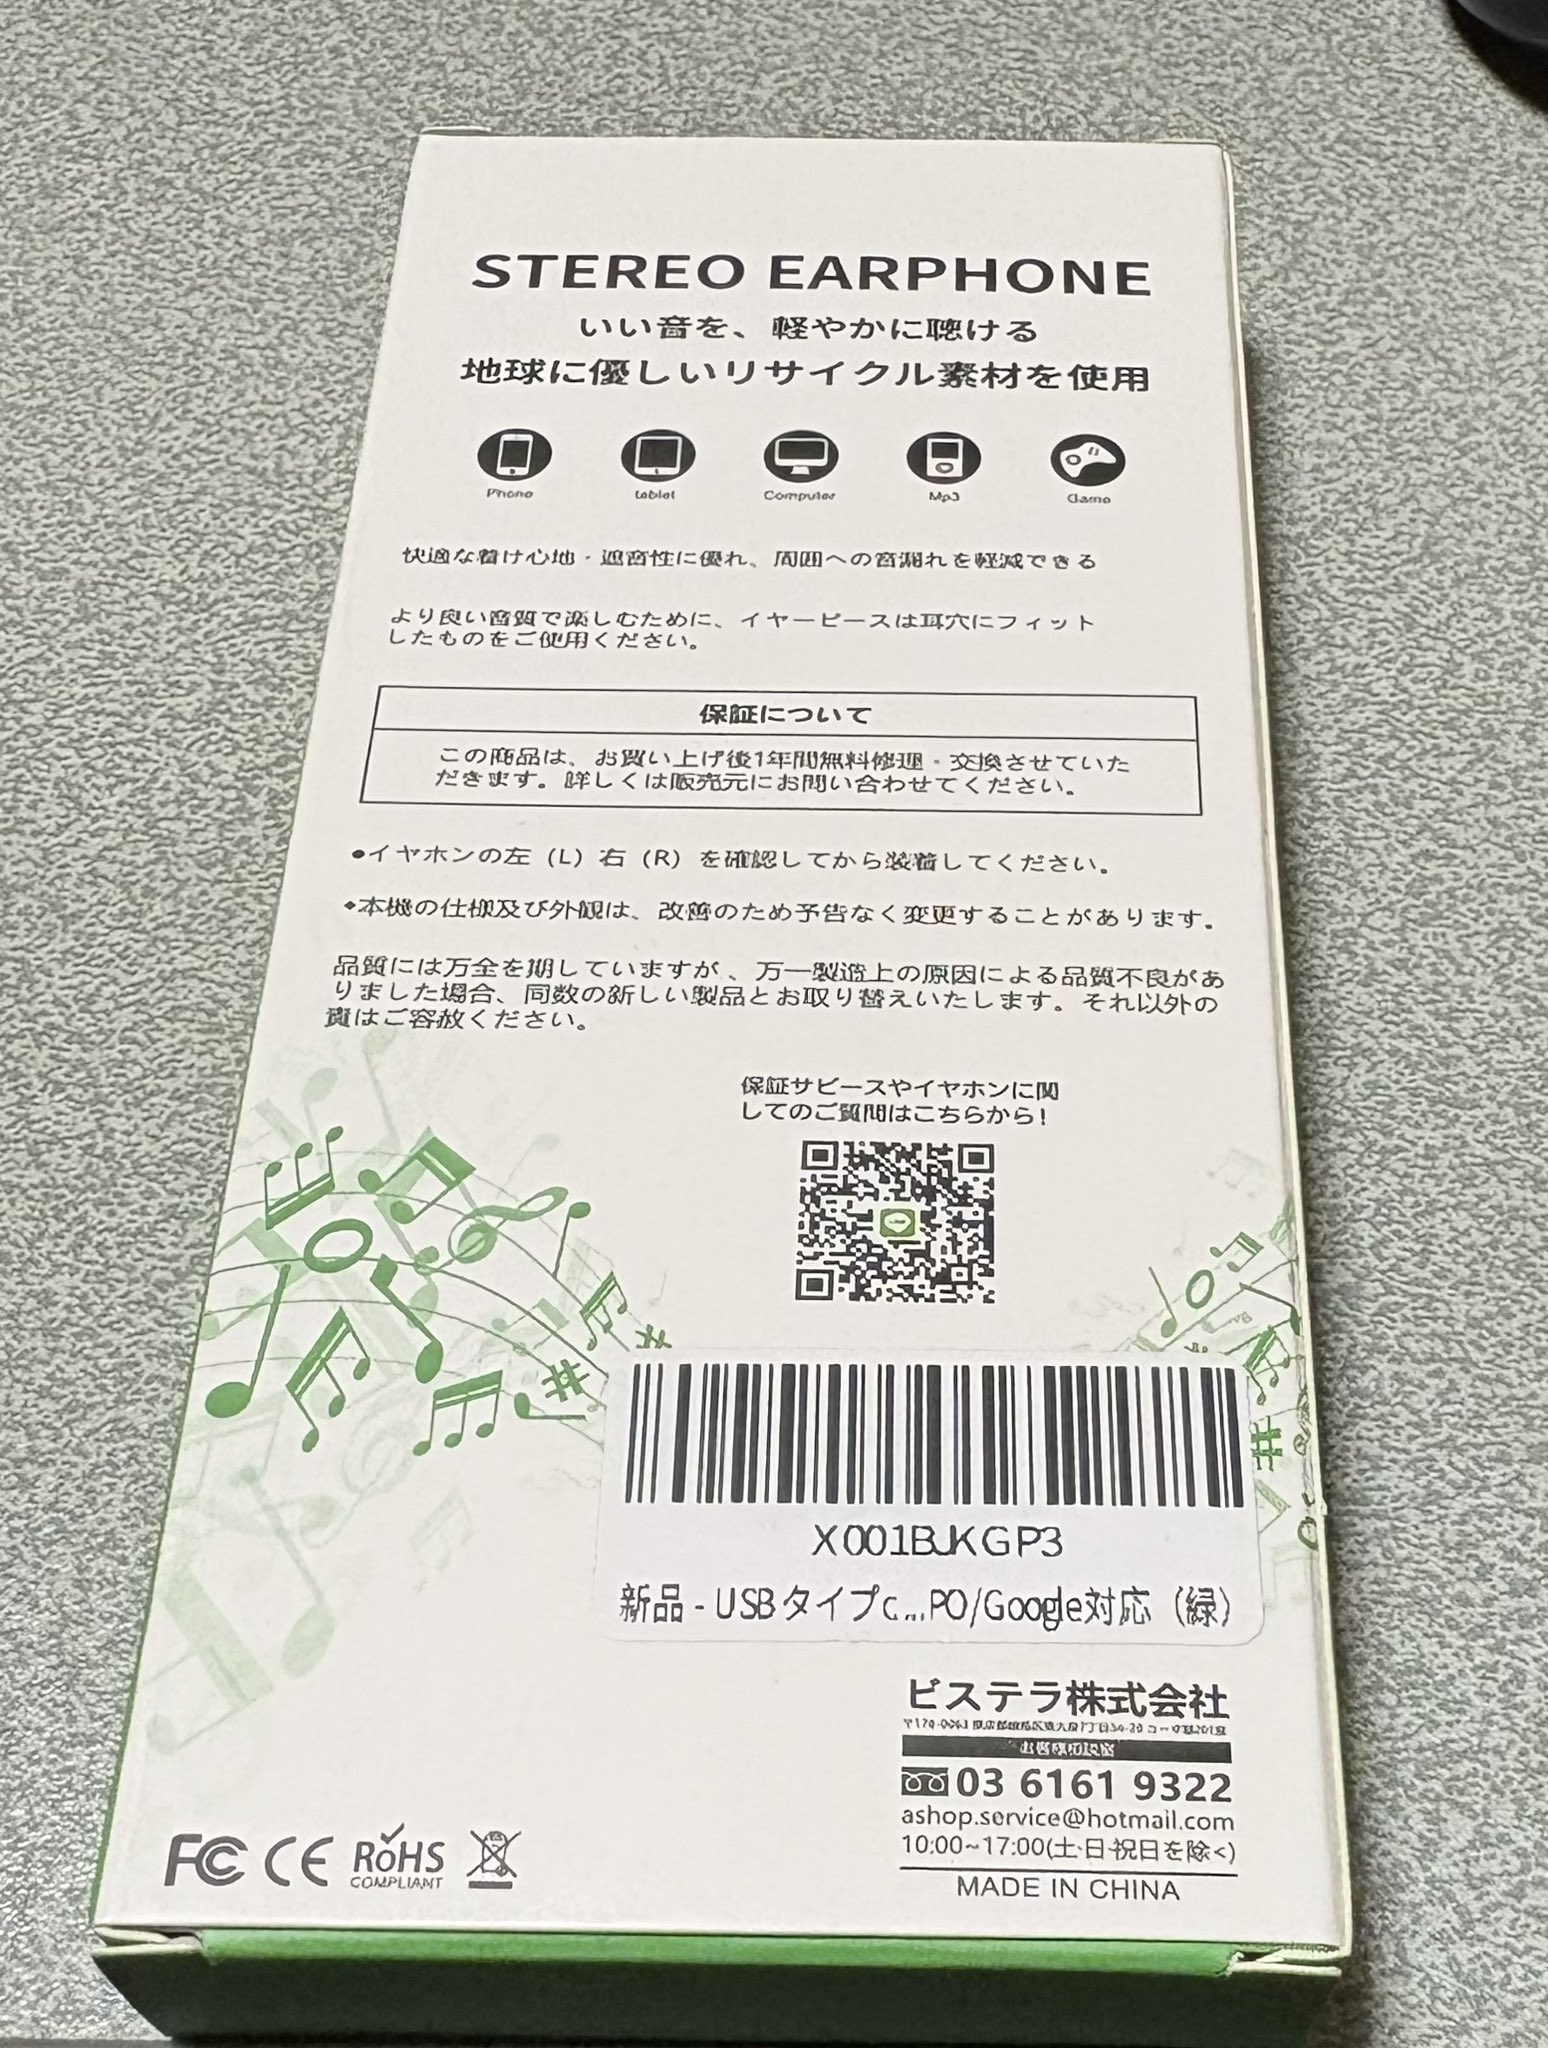 STEREO EARPHONE
いい音を、軽やかに聴ける
地球に優しいリサイクル素材を使用
Phone tablet Computer Mp3 Game
快適な着け心地・遮音性に優れ、周囲への音漏れを軽減できる
より良い音質で楽しむために、イヤーピースは耳穴にフィット
したものをご使用ください。
保証について
この商品は、お買い上げ後1年間無料修理・交換させていた
だきます。詳しくは販売元にお問い合わせてください。
●イヤホンの左（L）右（R）を確認してから装着してください。
◆本機の仕様及び外観は、改善のため予告なく変更することがあります。
品質には万全を期していますが、万一製造上の原因による品質不良があ
りました場合、同数の新しい製品とお取り替えいたします。それ以外の
責はご容赦ください。
保証サビースやイヤホンに関
してのご質問はこちらから!
X001BJKGP3
新品 - USBタイプc...PO/Google対応（緑）
ビステラ株式会社
お客様相談室
03 6161 9322
ashop.service@hotmail.com
10:00~17:00(土·日·祝日を除く)
MADE IN CHINA
FC CE RoHS
COMPLIANT